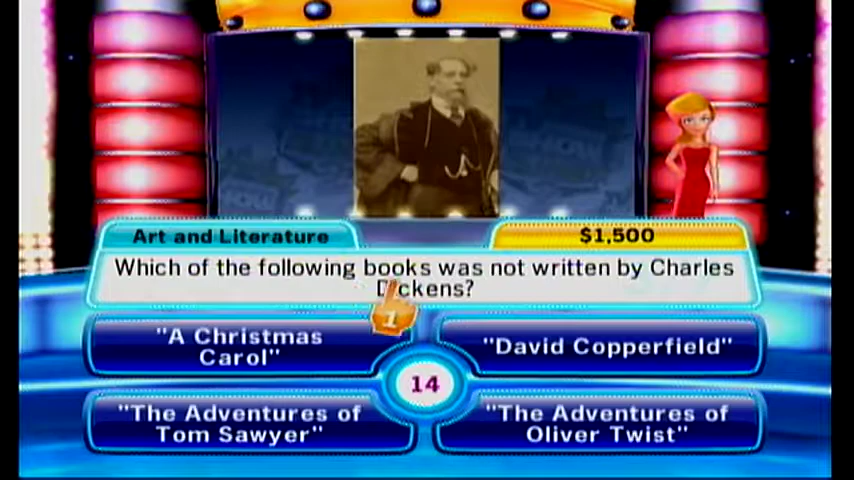 Art and Literature
$1,500
Which of the following books was not written by Charles
Dickens?
"A Christmas
Carol"
"David Copperfield"
14
"The Adventures of
Tom Sawyer"
"The Adventures of
Oliver Twist"
1